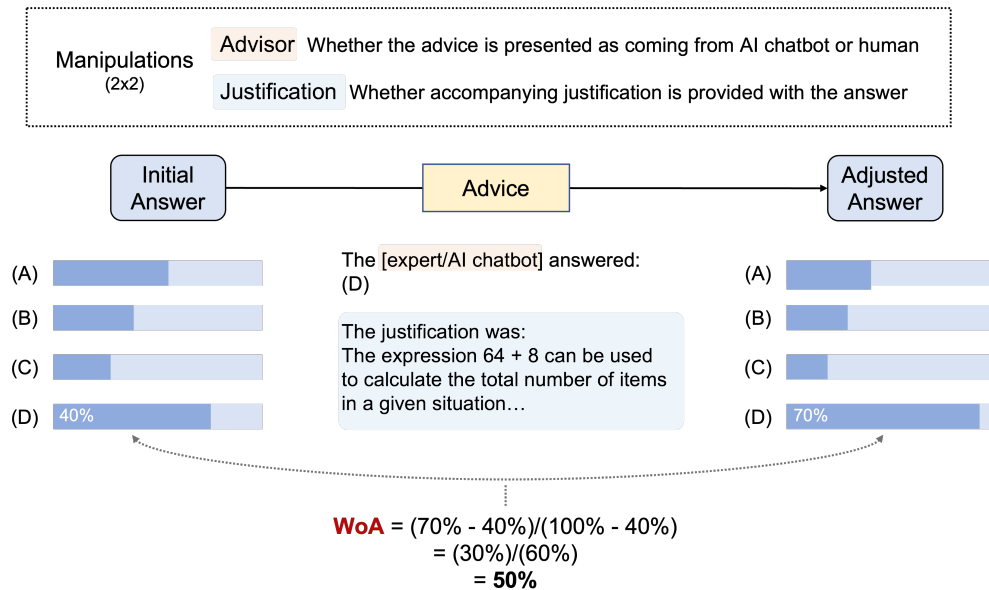 Manipulations
(2x2)
Advisor Whether the advice is presented as coming from AI chatbot or human
Justification Whether accompanying justification is provided with the answer
Initial
Answer
Advice
Adjusted
Answer
(A)
(B)
(C)
(D) 40%
The [expert/AI chatbot] answered:
(D)
The justification was:
The expression 64 + 8 can be used
to calculate the total number of items
in a given situation…
(A)
(B)
(C)
(D) 70%
WoA = (70% - 40%)/(100% - 40%)
= (30%)/(60%)
= 50%